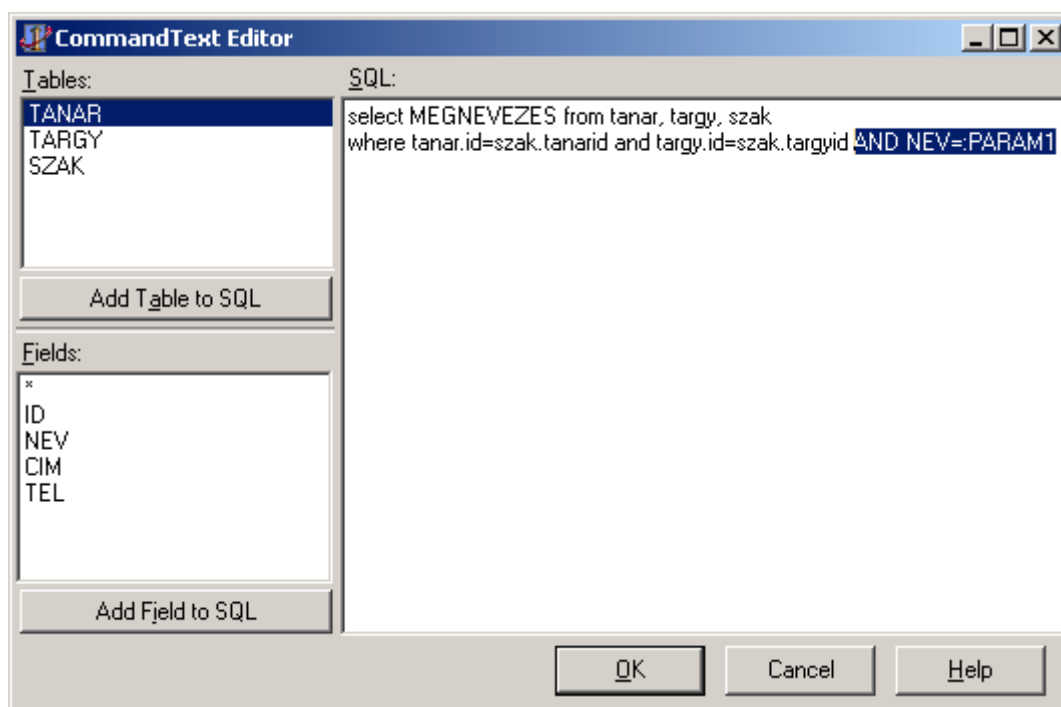 CommandText Editor
Tables:
TANAR
TARGY
SZAK
Add Table to SQL
Fields:
*
ID
NEV
CIM
TEL
Add Field to SQL
SQL:
select MEGNEVEZES from tanar, targy, szak
where tanar.id=szak.tanarid and targy.id=szak.targyid AND NEV=:PARAM1
OK
Cancel
Help